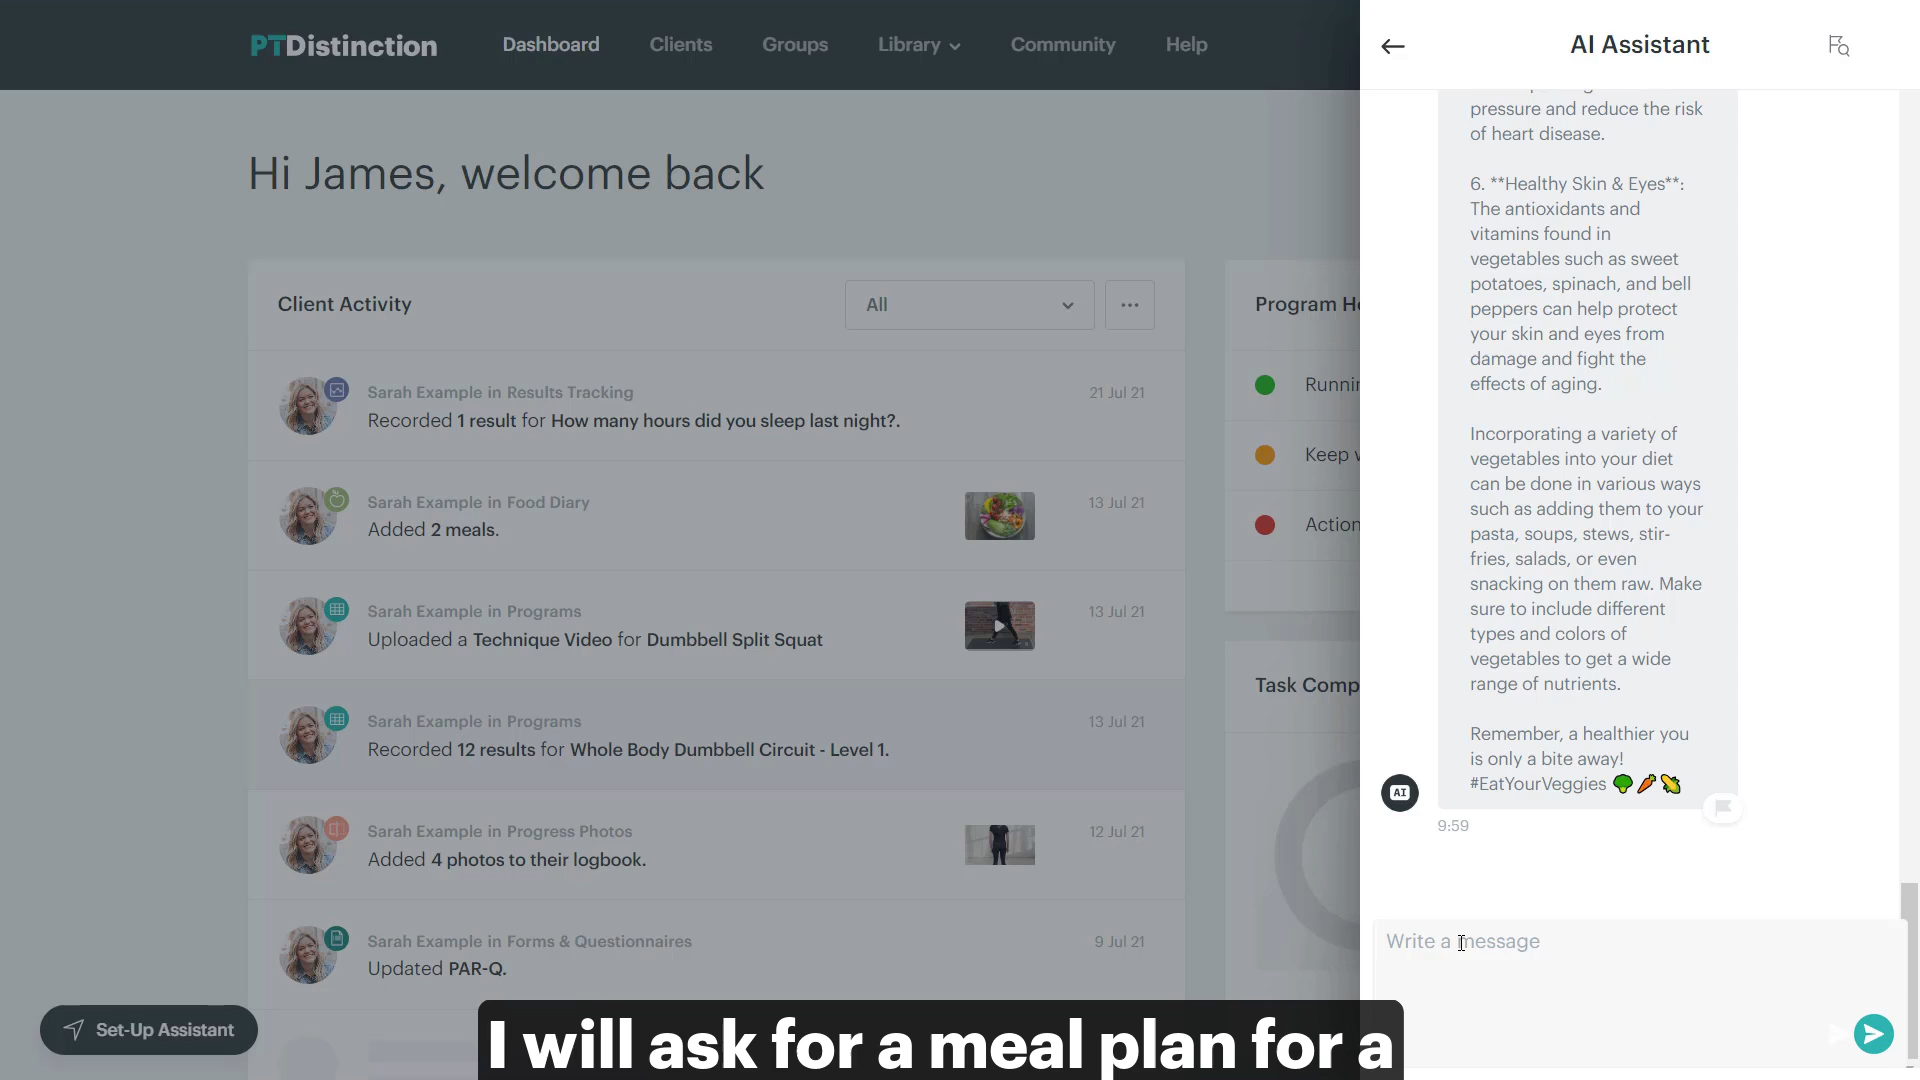 PTDistinction
Dashboard
Clients
Groups
Library
Community
Help
Hi James, welcome back
Client Activity
All
Sarah Example in Results Tracking
21 Jul 21
Recorded 1 result for How many hours did you sleep last night?.
Sarah Example in Food Diary
13 Jul 21
Added 2 meals.
Sarah Example in Programs
13 Jul 21
Uploaded a Technique Video for Dumbbell Split Squat
Sarah Example in Programs
13 Jul 21
Recorded 12 results for Whole Body Dumbbell Circuit - Level 1.
Sarah Example in Progress Photos
12 Jul 21
Added 4 photos to their logbook.
Sarah Example in Forms & Questionnaires
9 Jul 21
Updated PAR-Q.
Set-Up Assistant
Program He
Runnin
Keep
Action
Task Comp
AI Assistant
pressure and reduce the risk
of heart disease.
6. **Healthy Skin & Eyes**:
The antioxidants and
vitamins found in
vegetables such as sweet
potatoes, spinach, and bell
peppers can help protect
your skin and eyes from
damage and fight the
effects of aging.
Incorporating a variety of
vegetables into your diet
can be done in various ways
such as adding them to your
pasta, soups, stews, stir-
fries, salads, or even
snacking on them raw. Make
sure to include different
types and colors of
vegetables to get a wide
range of nutrients.
Remember, a healthier you
is only a bite away!
#EatYourVeggies 🥦🥕🌽
AI
9:59
Write a message
I will ask for a meal plan for a